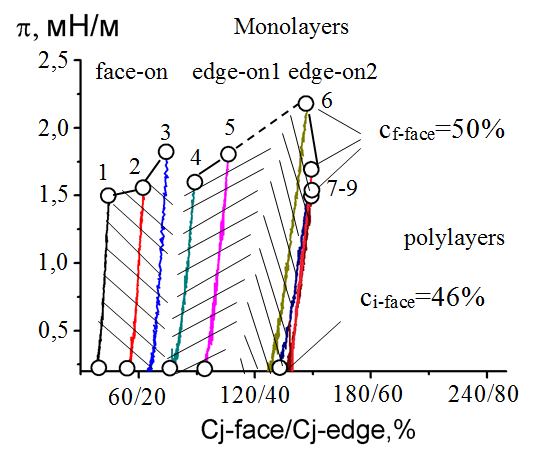 π, мН/м
Monolayers
face-on edge-on1 edge-on2
2,5
2,0
1,5
1,0
0,5
1 2 3 4 5 6
7-9
cf-face=50%
polylayers
ci-face=46%
60/20 120/40 180/60 240/80
Cj-face/Cj-edge,%